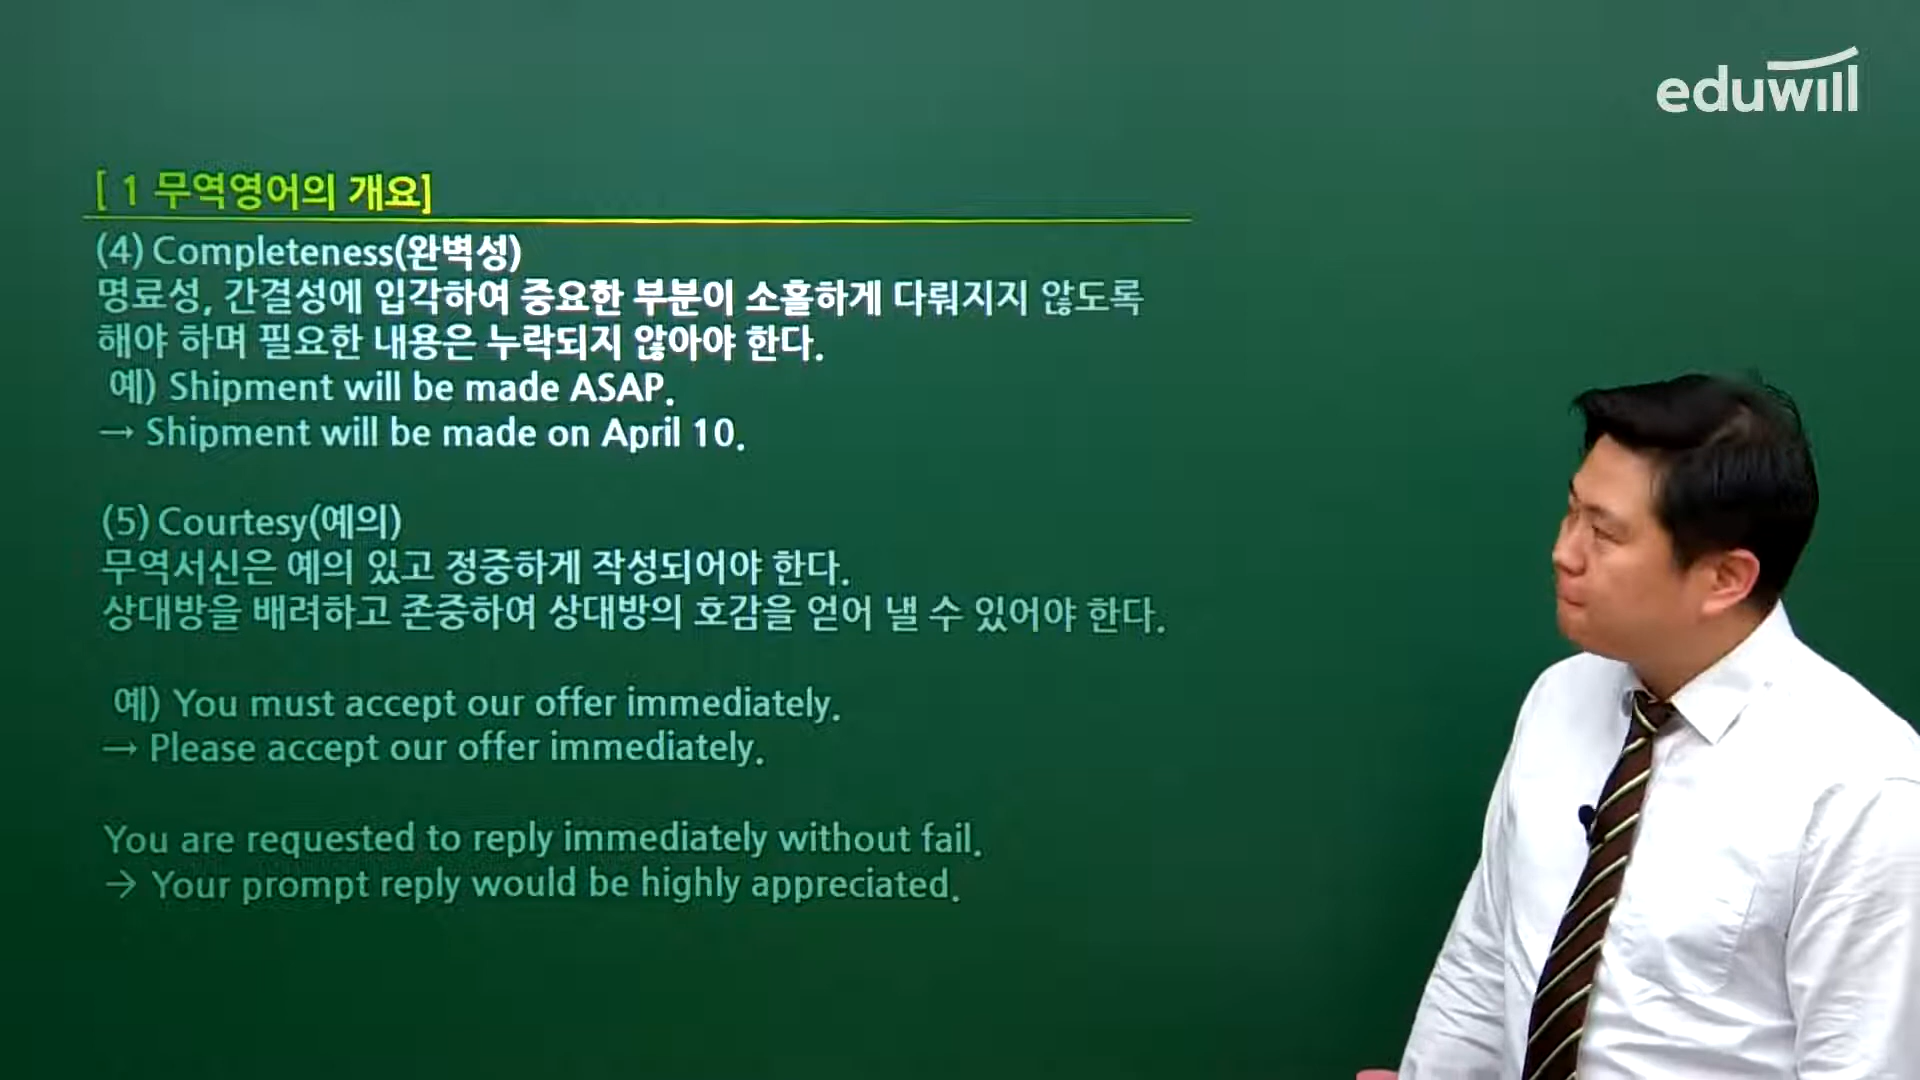 eduwill
[ 1 무역영어의 개요]
(4) Completeness(완벽성)
명료성, 간결성에 입각하여 중요한 부분이 소홀하게 다뤄지지 않도록
해야 하며 필요한 내용은 누락되지 않아야 한다.
예) Shipment will be made ASAP.
→ Shipment will be made on April 10.
(5) Courtesy(예의)
무역서신은 예의 있고 정중하게 작성되어야 한다.
상대방을 배려하고 존중하여 상대방의 호감을 얻어 낼 수 있어야 한다.
예) You must accept our offer immediately.
→ Please accept our offer immediately.
You are requested to reply immediately without fail.
→ Your prompt reply would be highly appreciated.